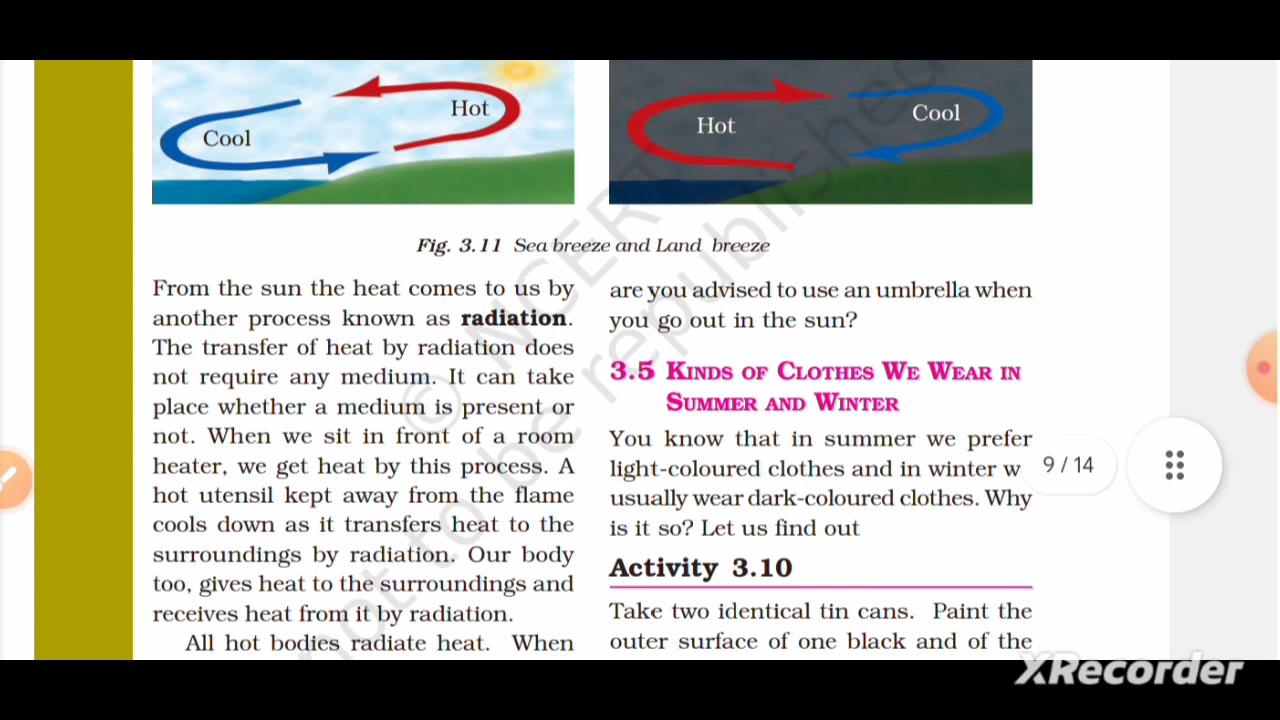 Hot
Cool
Hot
Cool
Fig. 3.11 Sea breeze and Land breeze
From the sun the heat comes to us by
another process known as radiation.
The transfer of heat by radiation does
not require any medium. It can take
place whether a medium is present or
not. When we sit in front of a room
heater, we get heat by this process. A
hot utensil kept away from the flame
cools down as it transfers heat to the
surroundings by radiation. Our body
too, gives heat to the surroundings and
receives heat from it by radiation.
All hot bodies radiate heat. When
are you advised to use an umbrella when
you go out in the sun?
3.5 KINDS OF CLOTHES WE WEAR IN
SUMMER AND WINTER
You know that in summer we prefer
light-coloured clothes and in winter w
usually wear dark-coloured clothes. Why
is it so? Let us find out
Activity 3.10
Take two identical tin cans. Paint the
outer surface of one black and of the
9 / 14
© NCERT
not to be republished
XRecorder